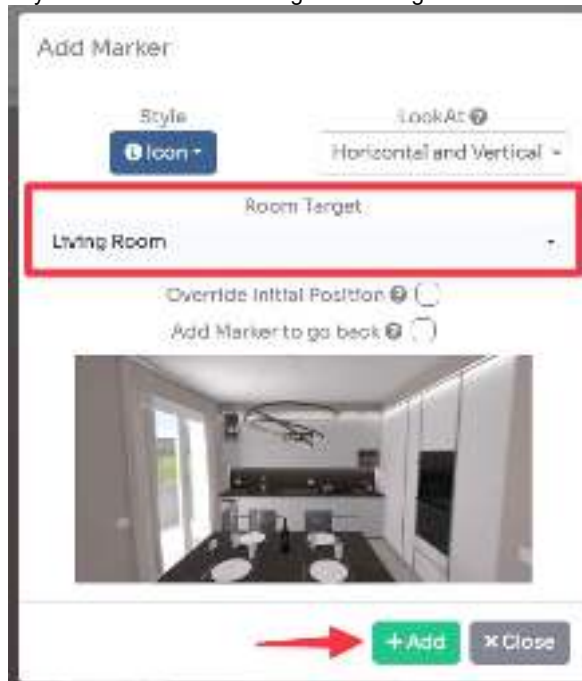 Add Marker
Style
LookAt
Icon
Horizontal and Vertical
Room Target
Living Room
Override Initial Position
Add Marker to go back
+ Add
× Close